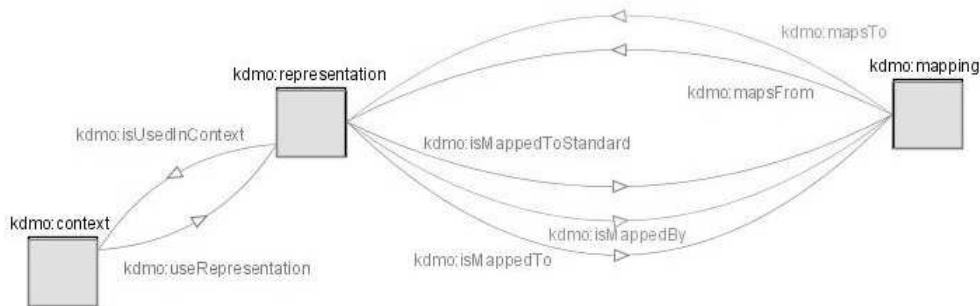 kdmo:mapsTo
kdmo:representation
kdmo:mapping
kdmo:mapsFrom
kdmo:isUsedInContext
kdmo:isMappedToStandard
kdmo:context
kdmo:isMappedBy
kdmo:isMappedTo
kdmo:useRepresentation